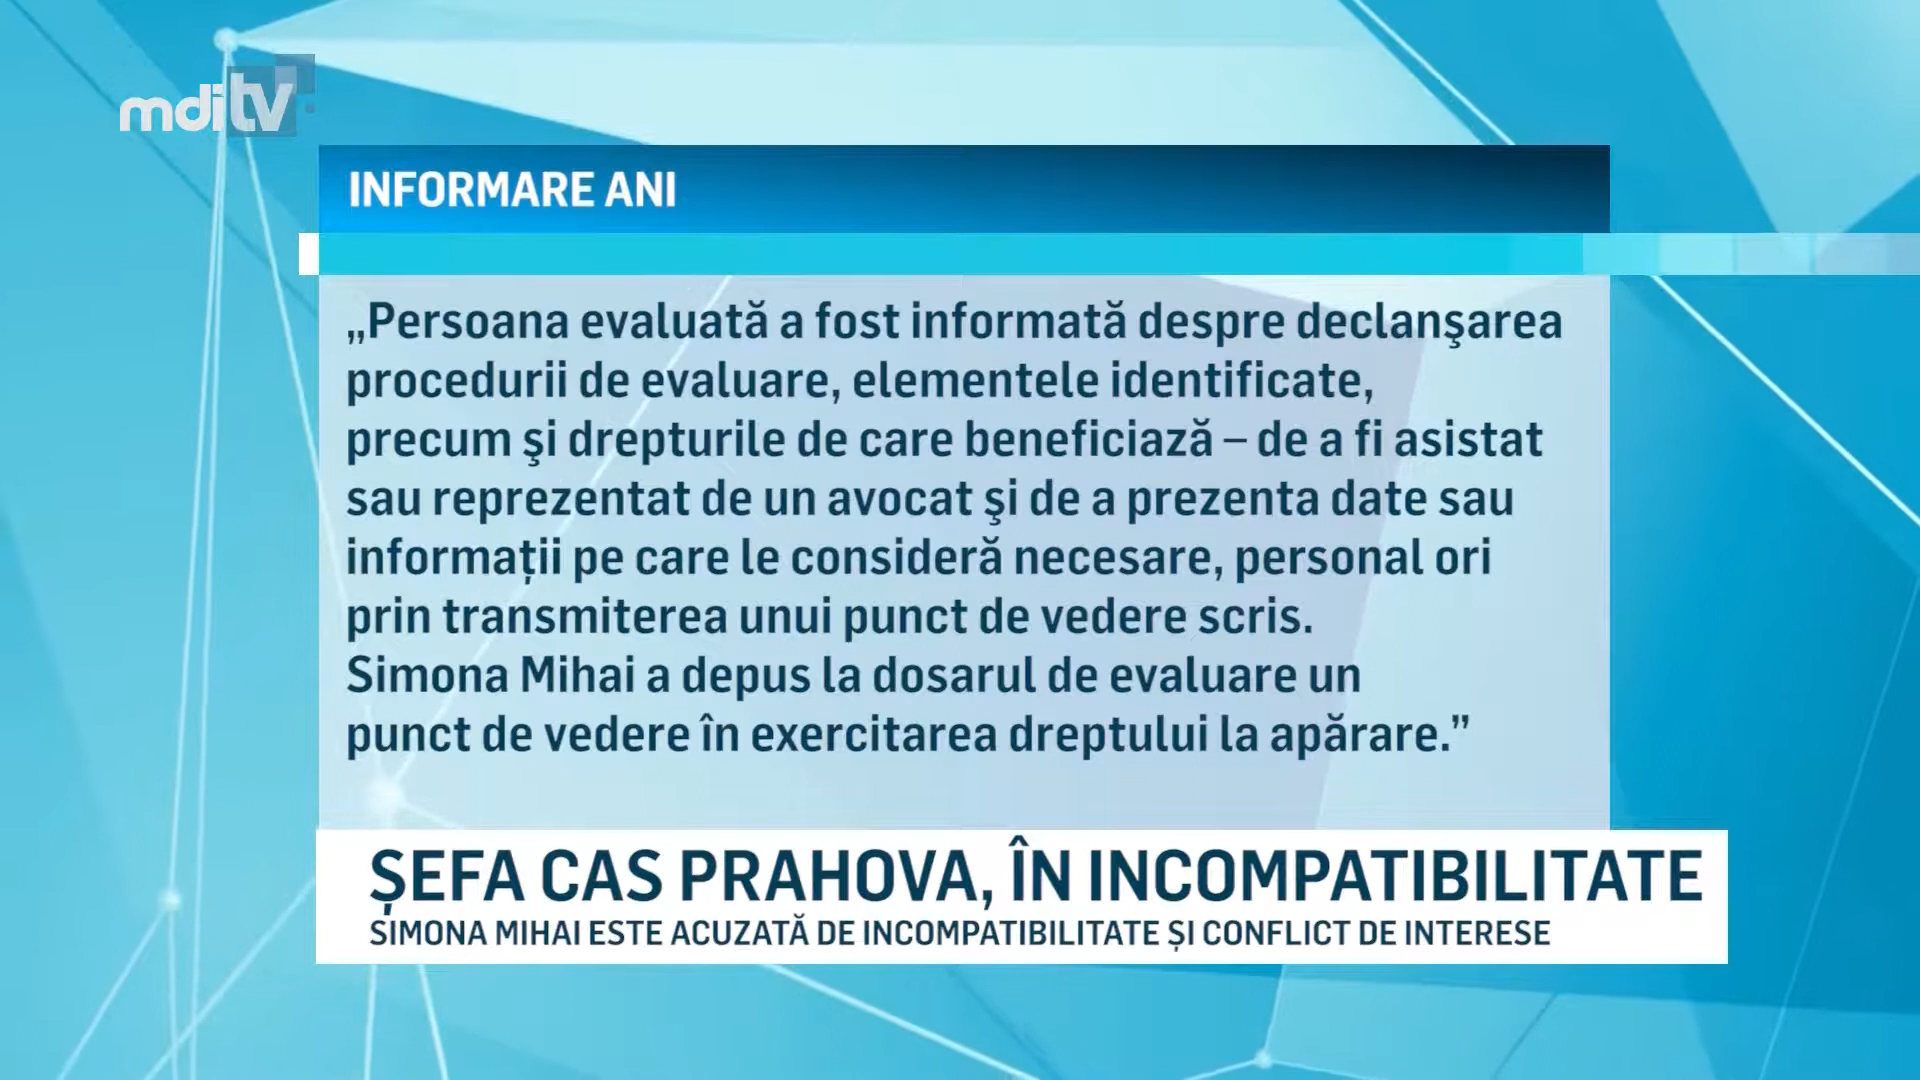 mditv
INFORMARE ANI
„Persoana evaluată a fost informată despre declanşarea
procedurii de evaluare, elementele identificate,
precum şi drepturile de care beneficiază – de a fi asistat
sau reprezentat de un avocat şi de a prezenta date sau
informații pe care le consideră necesare, personal ori
prin transmiterea unui punct de vedere scris.
Simona Mihai a depus la dosarul de evaluare un
punct de vedere în exercitarea dreptului la apărare.”
ȘEFA CAS PRAHOVA, ÎN INCOMPATIBILITATE
SIMONA MIHAI ESTE ACUZATĂ DE INCOMPATIBILITATE ȘI CONFLICT DE INTERESE